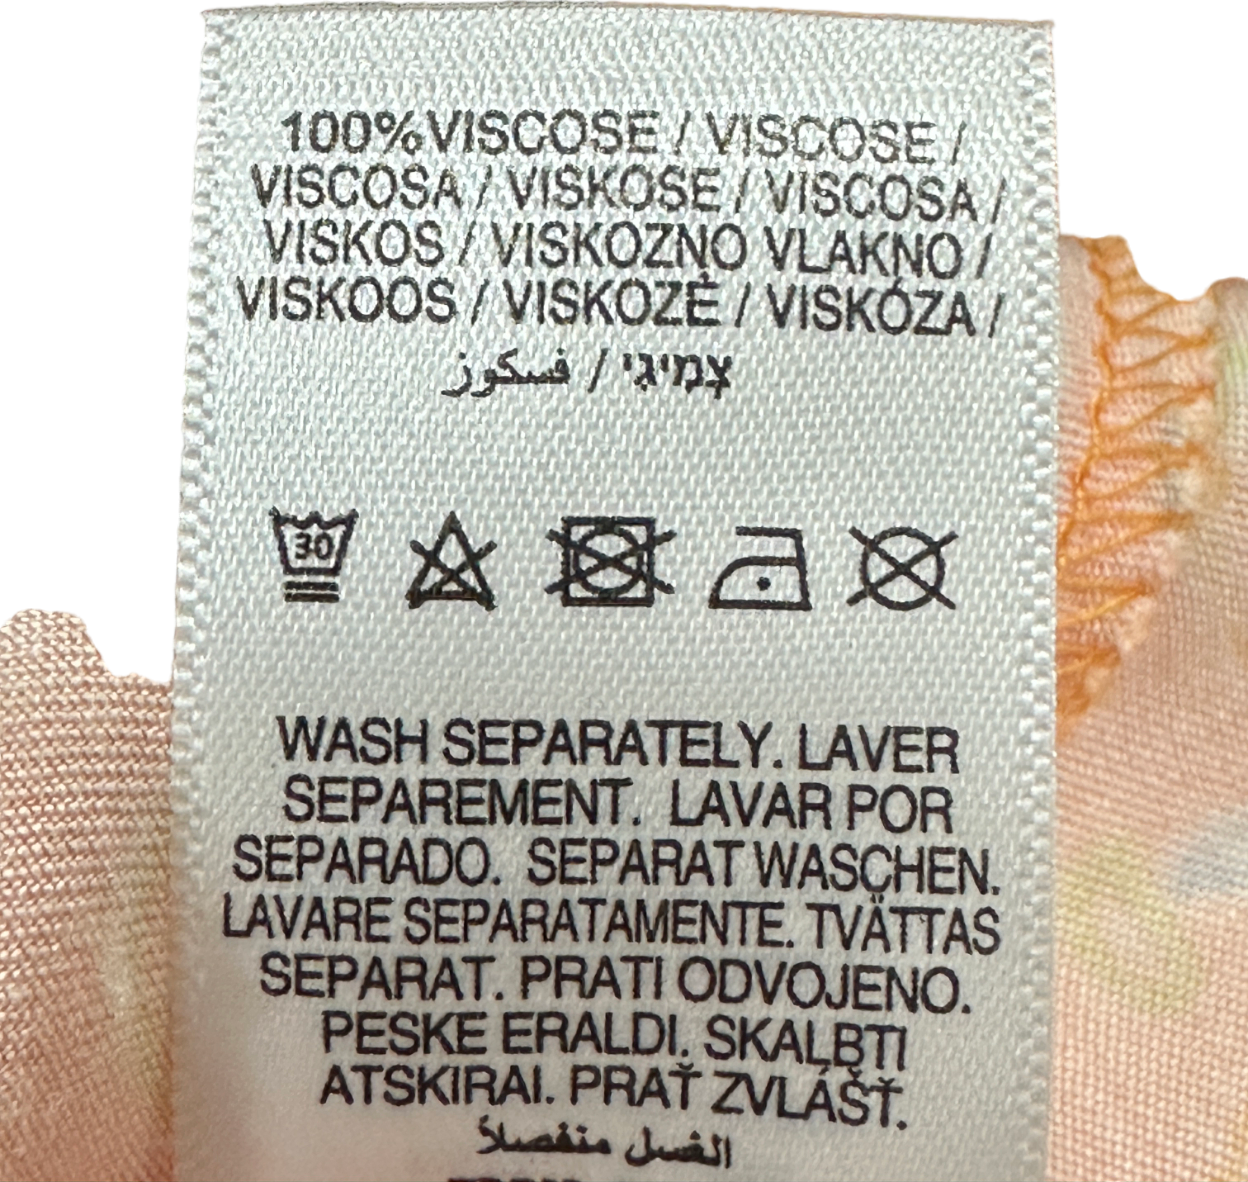 100% VISCOSE / VISCOSE /
VISCOSA / VISKOSE / VISCOSA /
VISKOS / VISKOZNO VLAKNO /
VISKOOS / VISKOZĖ / VISKÓZA /
צמיגי / فسكوز
30
WASH SEPARATELY. LAVER
SEPAREMENT. LAVAR POR
SEPARADO. SEPARAT WASCHEN.
LAVARE SEPARATAMENTE. TVÄTTAS
SEPARAT. PRATI ODVOJENO.
PESKE ERALDI. SKALBTI
ATSKIRAI. PRAŤ ZVLÁŠŤ.
الغسل منفصلاً